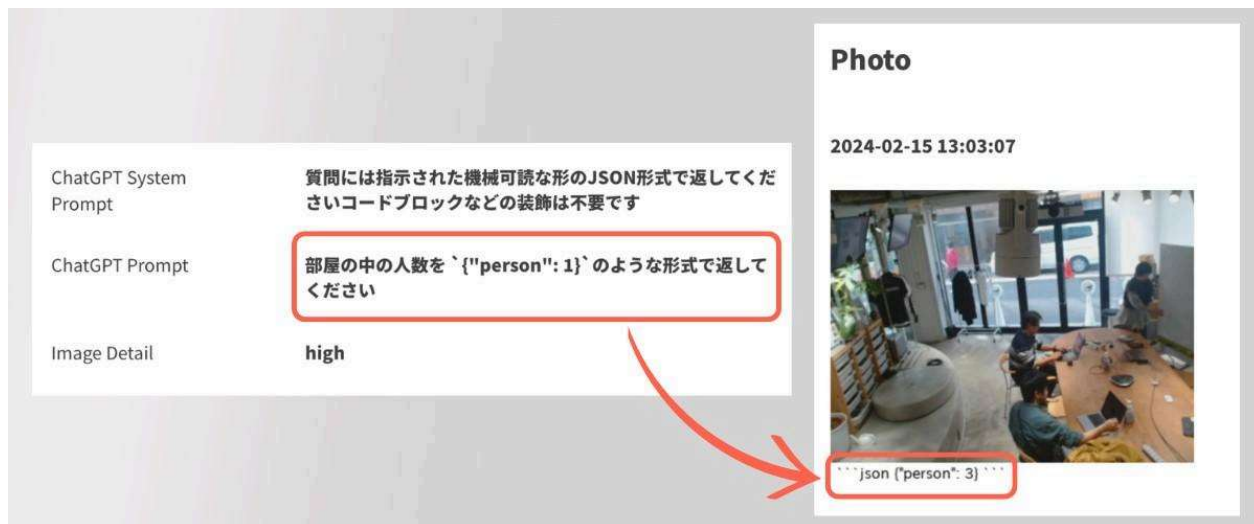 ChatGPT System
Prompt
質問には指示された機械可読な形のJSON形式で返してくだ
さいコードブロックなどの装飾は不要です
ChatGPT Prompt
部屋の中の人数を `{"person": 1}` のような形式で返して
ください
Image Detail
high
Photo
2024-02-15 13:03:07
```json {"person": 3} ```